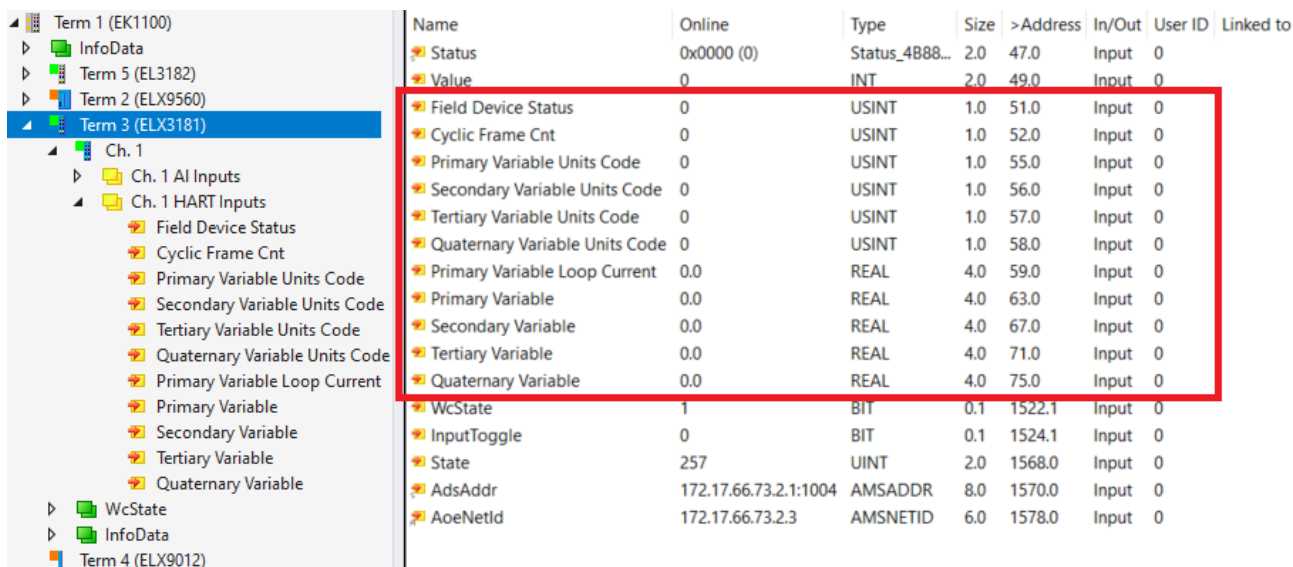 Term 1 (EK1100)
InfoData
Term 5 (EL3182)
Term 2 (ELX9560)
Term 3 (ELX3181)
Ch. 1
Ch. 1 AI Inputs
Ch. 1 HART Inputs
Field Device Status
Cyclic Frame Cnt
Primary Variable Units Code
Secondary Variable Units Code
Tertiary Variable Units Code
Quaternary Variable Units Code
Primary Variable Loop Current
Primary Variable
Secondary Variable
Tertiary Variable
Quaternary Variable
WcState
InfoData
Term 4 (ELX9012)
Name Online Type Size >Address In/Out User ID Linked to
Status 0x0000 (0) Status_4B88... 2.0 47.0 Input 0
Value 0 INT 2.0 49.0 Input 0
Field Device Status 0 USINT 1.0 51.0 Input 0
Cyclic Frame Cnt 0 USINT 1.0 52.0 Input 0
Primary Variable Units Code 0 USINT 1.0 55.0 Input 0
Secondary Variable Units Code 0 USINT 1.0 56.0 Input 0
Tertiary Variable Units Code 0 USINT 1.0 57.0 Input 0
Quaternary Variable Units Code 0 USINT 1.0 58.0 Input 0
Primary Variable Loop Current 0.0 REAL 4.0 59.0 Input 0
Primary Variable 0.0 REAL 4.0 63.0 Input 0
Secondary Variable 0.0 REAL 4.0 67.0 Input 0
Tertiary Variable 0.0 REAL 4.0 71.0 Input 0
Quaternary Variable 0.0 REAL 4.0 75.0 Input 0
WcState 1 BIT 0.1 1522.1 Input 0
InputToggle 0 BIT 0.1 1524.1 Input 0
State 257 UINT 2.0 1568.0 Input 0
AdsAddr 172.17.66.73.2.1:1004 AMSADDR 8.0 1570.0 Input 0
AoeNetId 172.17.66.73.2.3 AMSNETID 6.0 1578.0 Input 0